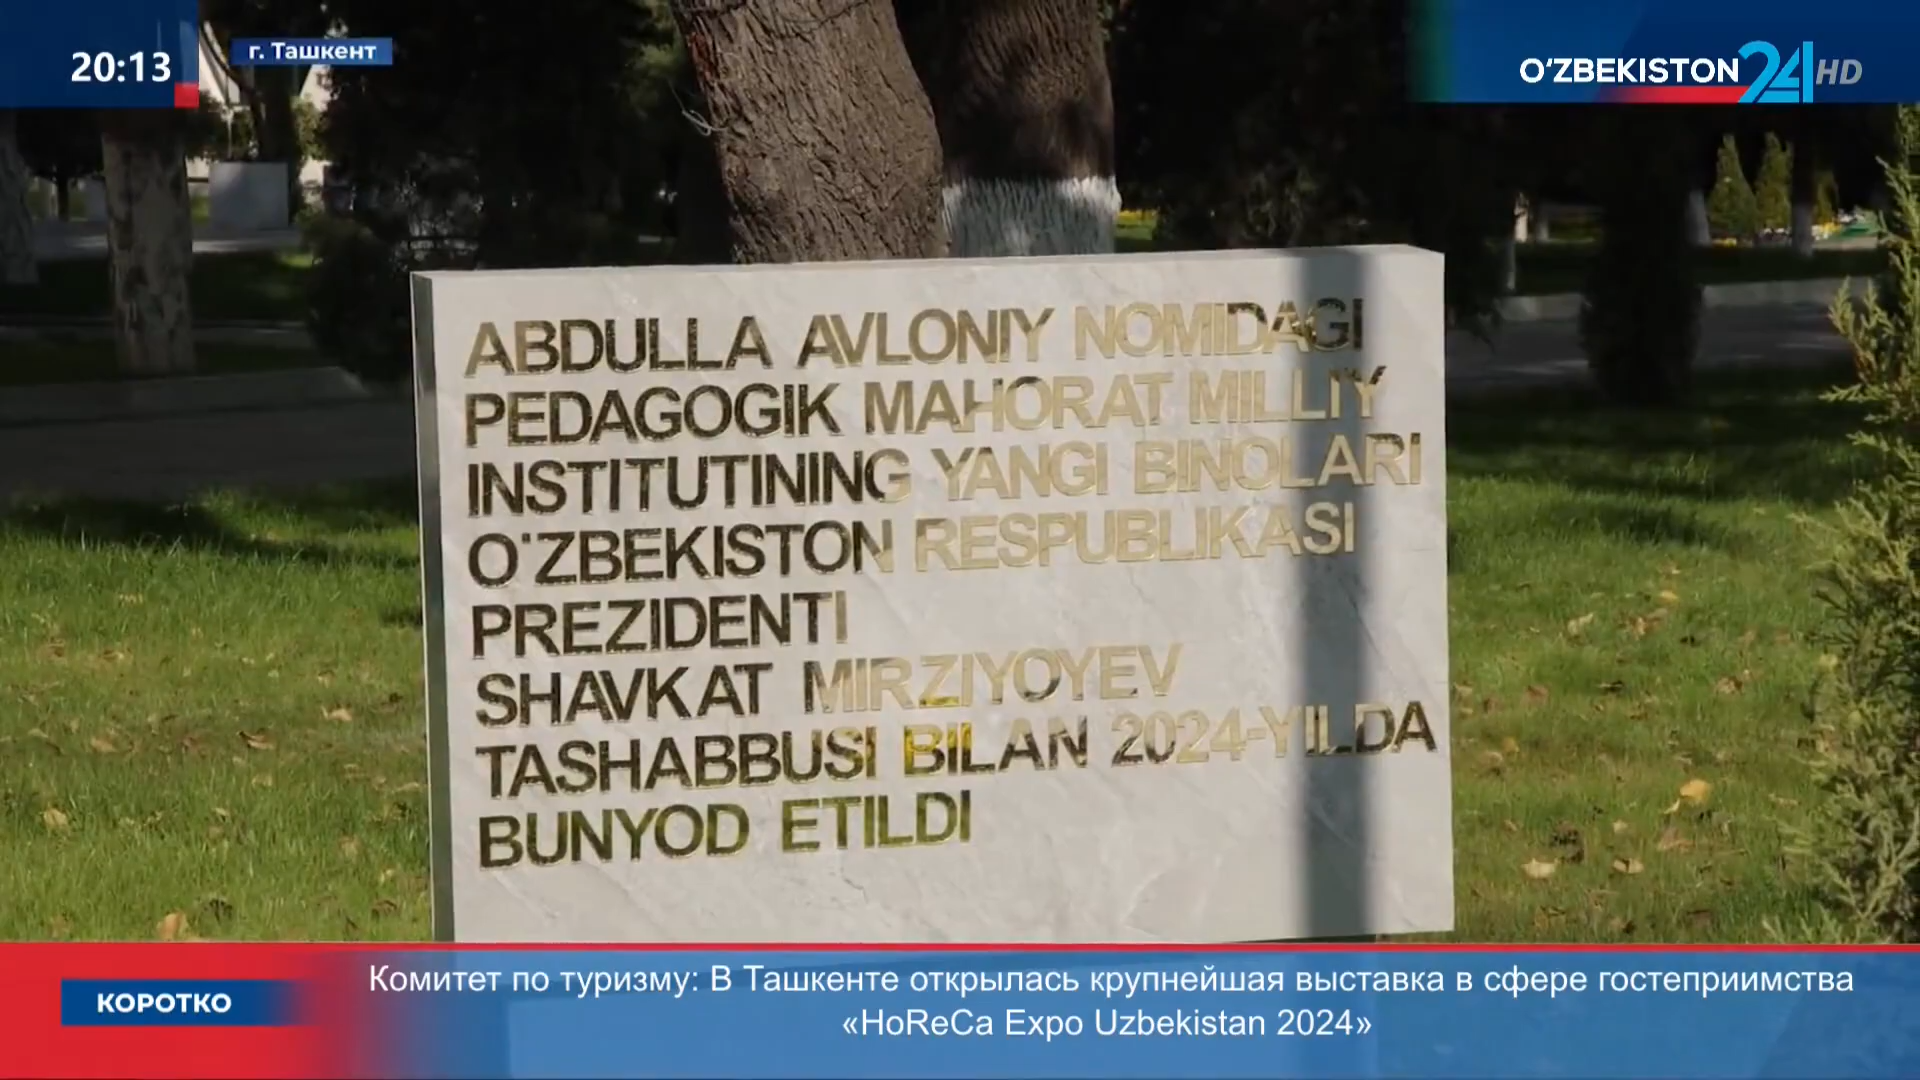 20:13
г. Ташкент
O‘ZBEKISTON 24 HD
ABDULLA AVLONIY NOMIDAGI
PEDAGOGIK MAHORAT MILLIY
INSTITUTINING YANGI BINOLARI
O'ZBEKISTON RESPUBLIKASI
PREZIDENTI
SHAVKAT MIRZIYOYEV
TASHABBUSI BILAN 2024-YILDA
BUNYOD ETILDI
КОРОТКО
Комитет по туризму: В Ташкенте открылась крупнейшая выставка в сфере гостеприимства
«HoReCa Expo Uzbekistan 2024»